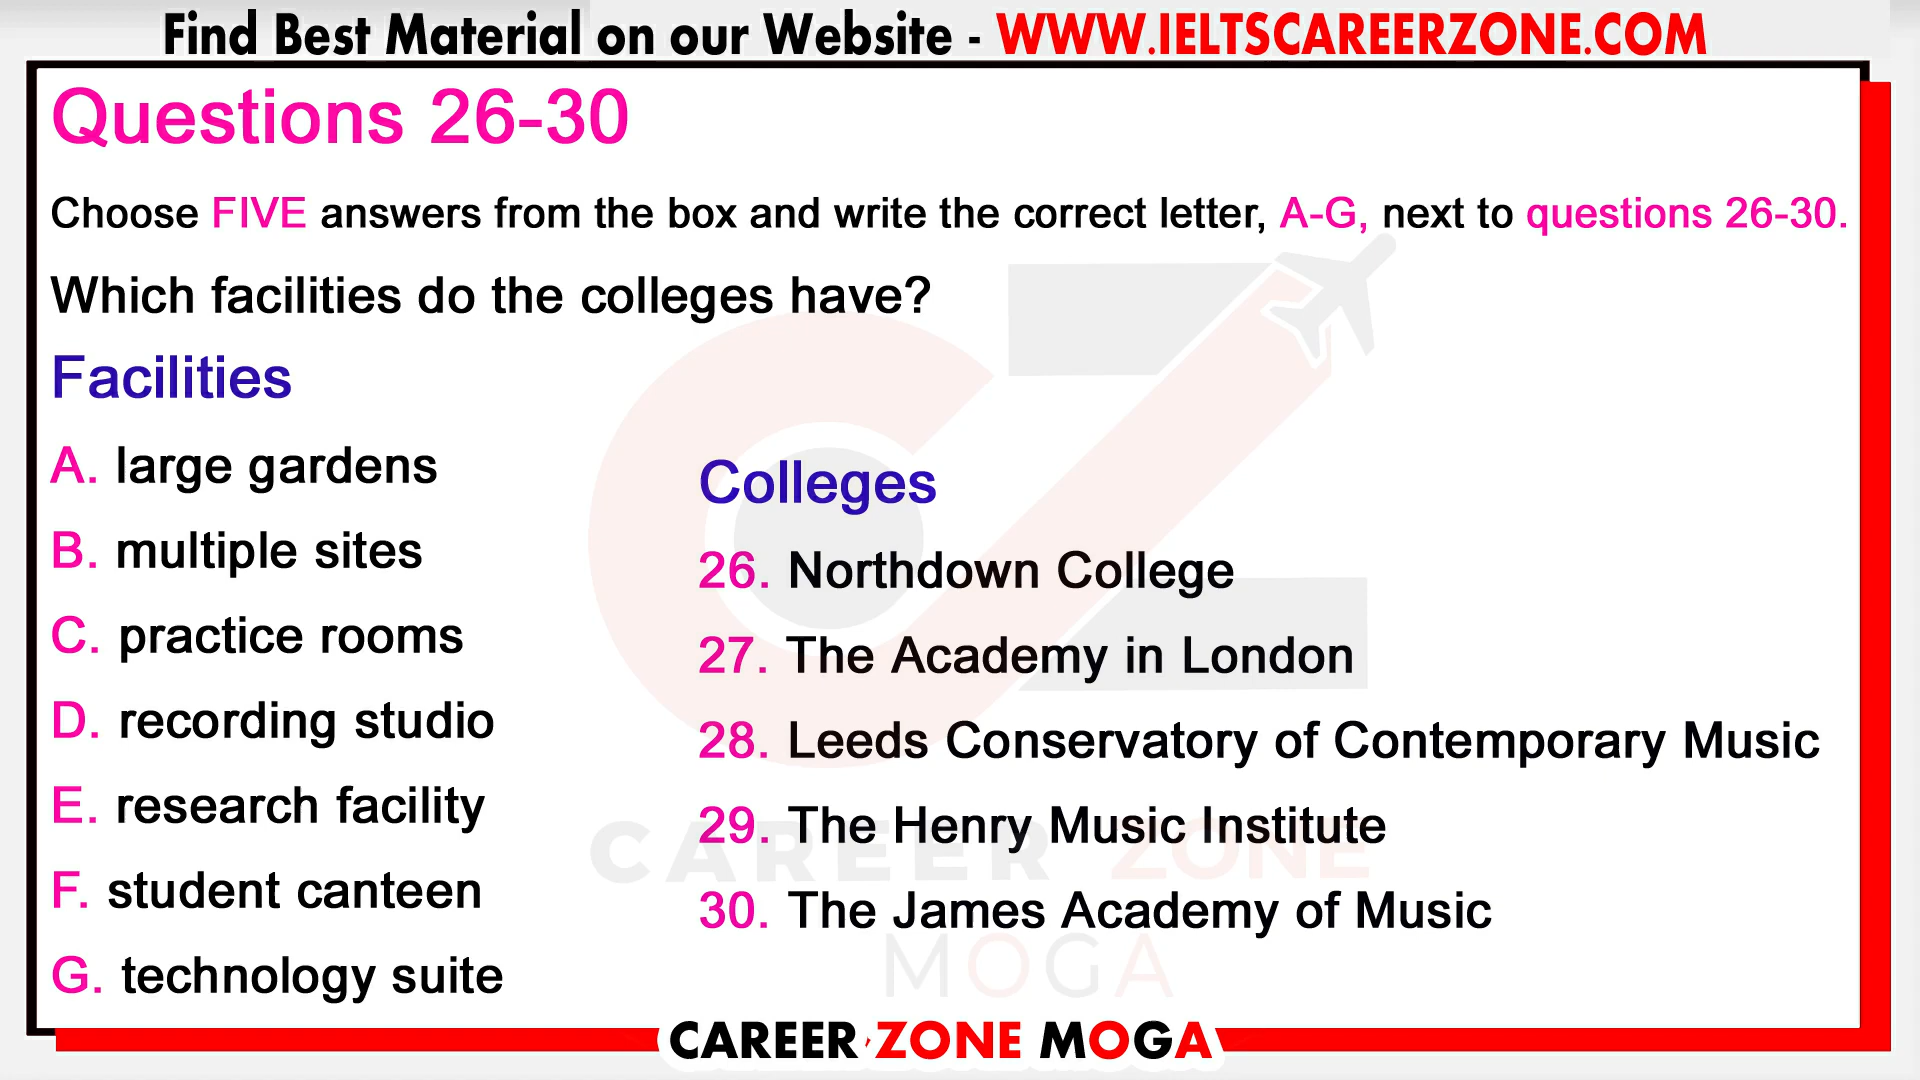 Find Best Material on our Website - WWW.IELTSCAREERZONE.COM
Questions 26-30
Choose FIVE answers from the box and write the correct letter, A-G, next to questions 26-30.
Which facilities do the colleges have?
Facilities
A. large gardens
B. multiple sites
C. practice rooms
D. recording studio
E. research facility
F. student canteen
G. technology suite
Colleges
26. Northdown College
27. The Academy in London
28. Leeds Conservatory of Contemporary Music
29. The Henry Music Institute
30. The James Academy of Music
CAREER ZONE
MOGA
CAREER ZONE MOGA